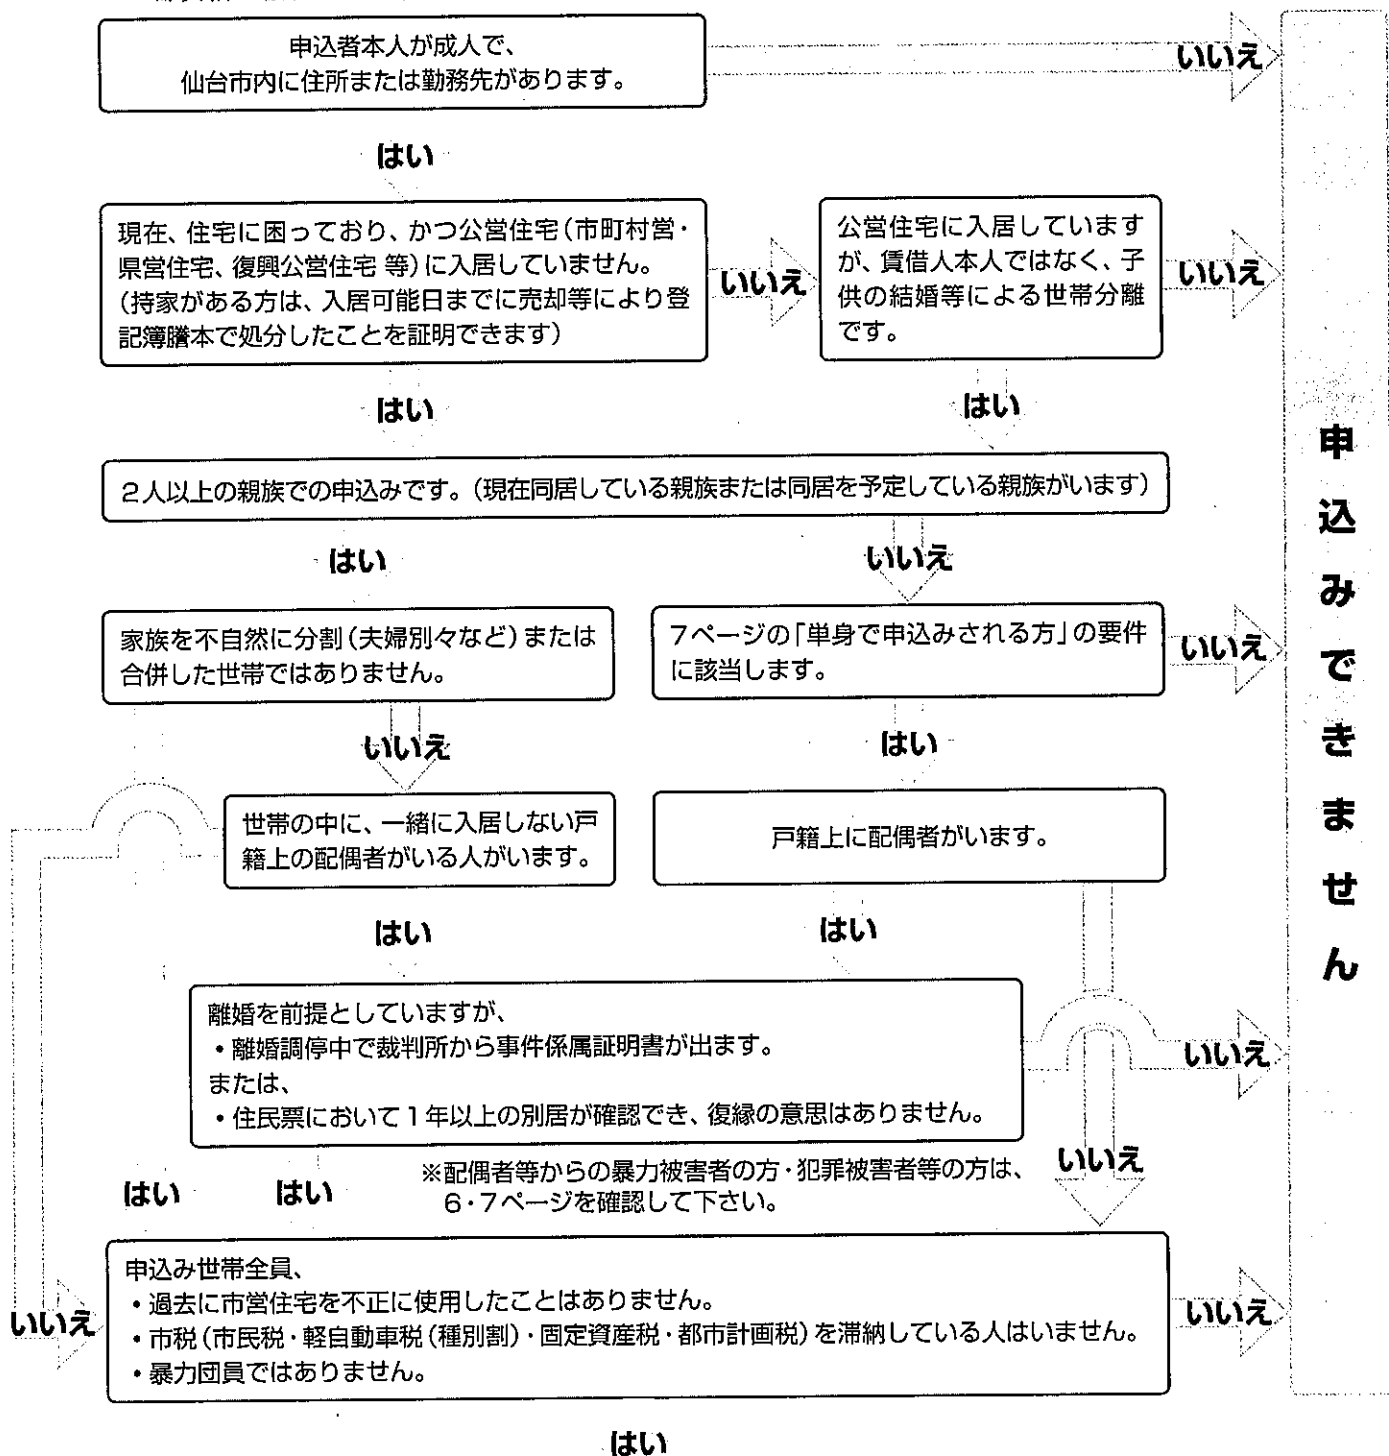 申込者本人が成人で、
仙台市内に住所または勤務先があります。
いいえ
はい
現在、住宅に困っており、かつ公営住宅(市町村営・
県営住宅、復興公営住宅 等)に入居していません。
(持家がある方は、入居可能日までに売却等により登
記簿謄本で処分したことを証明できます)
いいえ
公営住宅に入居しています
が、賃借人本人ではなく、子
供の結婚等による世帯分離
です。
いいえ
はい
はい
2人以上の親族での申込みです。(現在同居している親族または同居を予定している親族がいます)
はい
いいえ
家族を不自然に分割(夫婦別々など)または
合併した世帯ではありません。
7ページの「単身で申込みされる方」の要件
に該当します。
いいえ
いいえ
はい
世帯の中に、一緒に入居しない戸
籍上の配偶者がいる人がいます。
戸籍上に配偶者がいます。
はい
はい
離婚を前提としていますが、
・離婚調停中で裁判所から事件係属証明書が出ます。
または、
・住民票において1年以上の別居が確認でき、復縁の意思はありません。
いいえ
はい
はい
※配偶者等からの暴力被害者の方・犯罪被害者等の方は、
6・7ページを確認して下さい。
いいえ
申込み世帯全員、
・過去に市営住宅を不正に使用したことはありません。
・市税(市民税・軽自動車税(種別割)・固定資産税・都市計画税)を滞納している人はいません。
・暴力団員ではありません。
いいえ
いいえ
はい
申込みできません